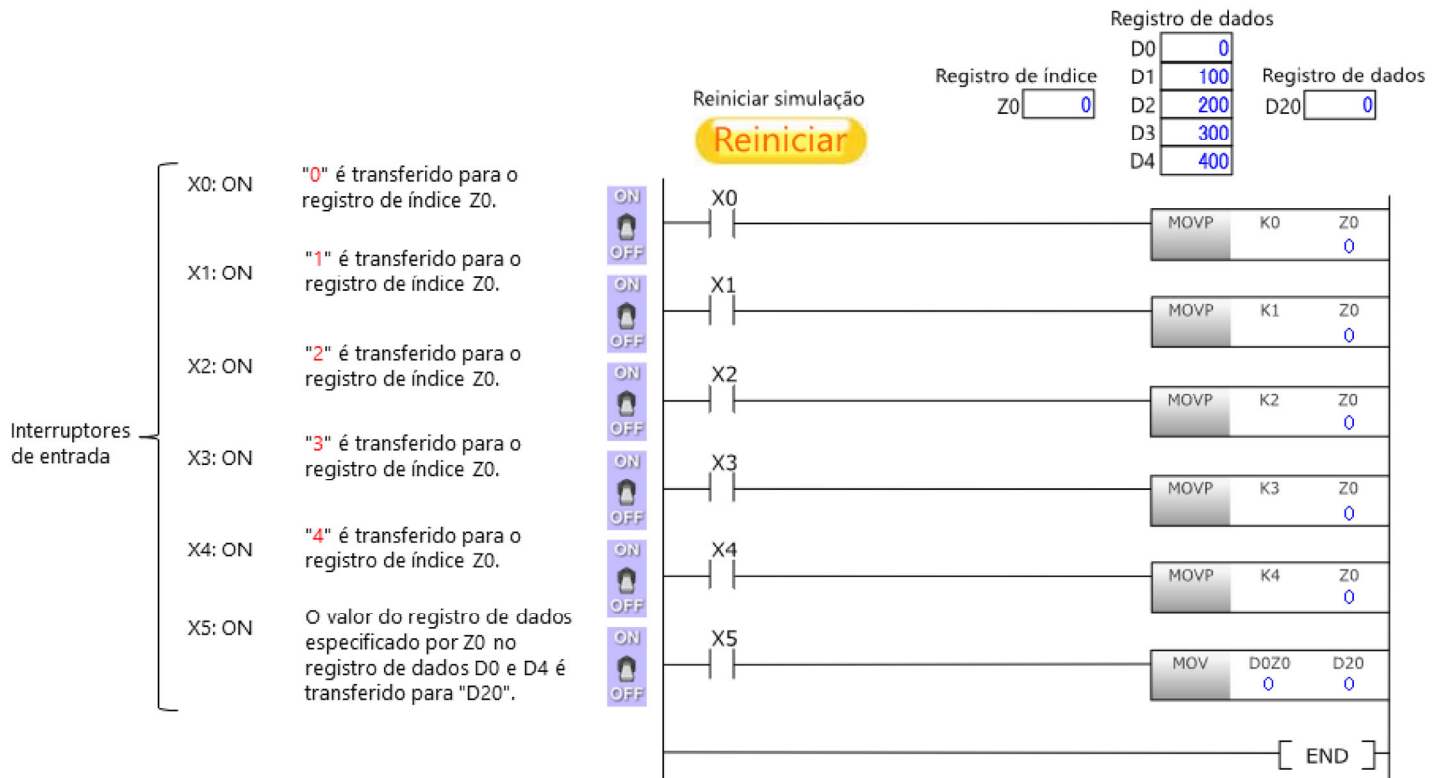 Registro de dados
D0 0
Registro de índice D1 100 Registro de dados
Reiniciar simulação Z0 0 D2 200 D20 0
Reiniciar D3 300
D4 400
X0: ON "0" é transferido para o
registro de índice Z0.
ON
OFF
X0
MOVP K0 Z0
0
X1: ON "1" é transferido para o
registro de índice Z0.
ON
OFF
X1
MOVP K1 Z0
0
X2: ON "2" é transferido para o
registro de índice Z0.
ON
OFF
X2
MOVP K2 Z0
0
Interruptores
de entrada
X3: ON "3" é transferido para o
registro de índice Z0.
ON
OFF
X3
MOVP K3 Z0
0
X4: ON "4" é transferido para o
registro de índice Z0.
ON
OFF
X4
MOVP K4 Z0
0
X5: ON O valor do registro de dados
especificado por Z0 no
registro de dados D0 e D4 é
transferido para "D20".
ON
OFF
X5
MOV D0Z0 D20
0 0
END